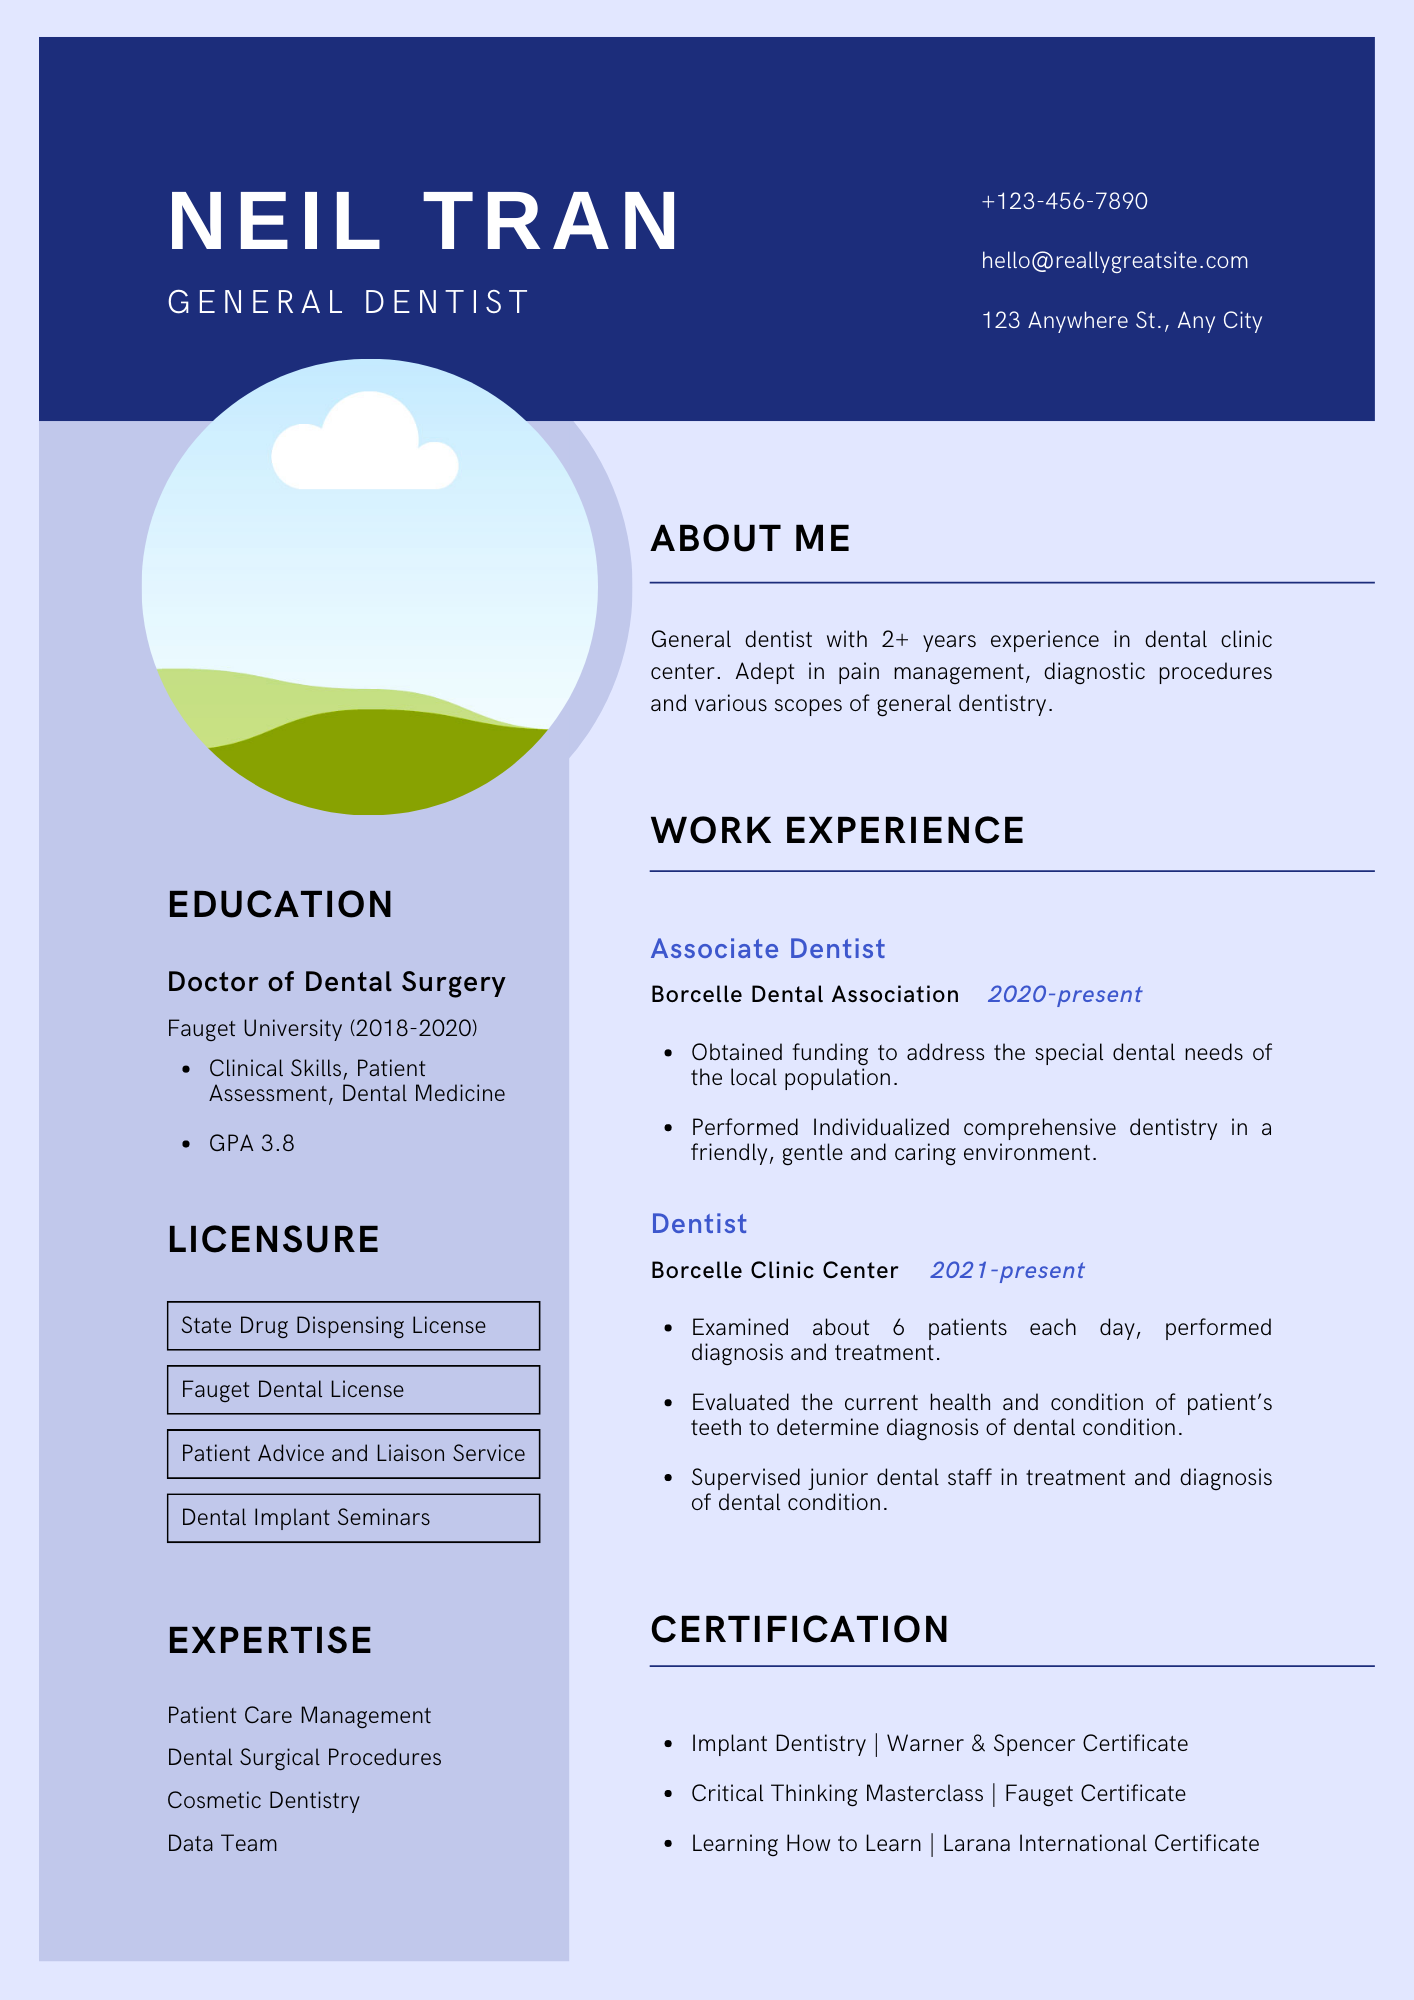 NEIL TRAN
GENERAL DENTIST
+123-456-7890
hello@reallygreatsite.com
123 Anywhere St., Any City
EDUCATION
Doctor of Dental Surgery
Fauget University (2018-2020)
• Clinical Skills, Patient
Assessment, Dental Medicine
• GPA 3.8
LICENSURE
State Drug Dispensing License
Fauget Dental License
Patient Advice and Liaison Service
Dental Implant Seminars
EXPERTISE
Patient Care Management
Dental Surgical Procedures
Cosmetic Dentistry
Data Team
ABOUT ME
General dentist with 2+ years experience in dental clinic
center. Adept in pain management, diagnostic procedures
and various scopes of general dentistry.
WORK EXPERIENCE
Associate Dentist
Borcelle Dental Association 2020-present
• Obtained funding to address the special dental needs of
the local population.
• Performed Individualized comprehensive dentistry in a
friendly, gentle and caring environment.
Dentist
Borcelle Clinic Center 2021-present
• Examined about 6 patients each day, performed
diagnosis and treatment.
• Evaluated the current health and condition of patient’s
teeth to determine diagnosis of dental condition.
• Supervised junior dental staff in treatment and diagnosis
of dental condition.
CERTIFICATION
• Implant Dentistry | Warner & Spencer Certificate
• Critical Thinking Masterclass | Fauget Certificate
• Learning How to Learn | Larana International Certificate